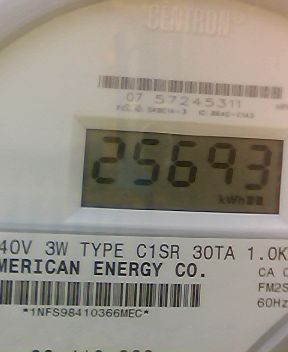 CENTRON
07 57245311
25693
kWh
40V 3W TYPE C1SR 30TA 1.0K
MERICAN ENERGY CO.
CA
FM2S
60Hz
*1NFS98410366MEC*